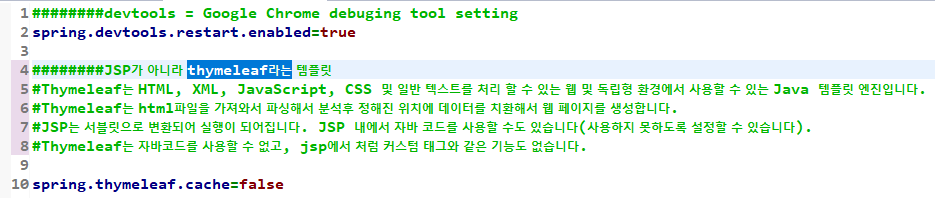 1 ########devtools = Google Chrome debuging tool setting
2 spring.devtools.restart.enabled=true
3
4 ########JSP가 아니라 thymeleaf라는 템플릿
5 #Thymeleaf는 HTML, XML, JavaScript, CSS 및 일반 텍스트를 처리 할 수 있는 웹 및 독립형 환경에서 사용할 수 있는 Java 템플릿 엔진입니다.
6 #Thymeleaf는 html파일을 가져와서 파싱해서 분석후 정해진 위치에 데이터를 치환해서 웹 페이지를 생성합니다.
7 #JSP는 서블릿으로 변환되어 실행이 되어집니다. JSP 내에서 자바 코드를 사용할 수도 있습니다(사용하지 못하도록 설정할 수 있습니다).
8 #Thymeleaf는 자바코드를 사용할 수 없고, jsp에서 처럼 커스텀 태그와 같은 기능도 없습니다.
9
10 spring.thymeleaf.cache=false